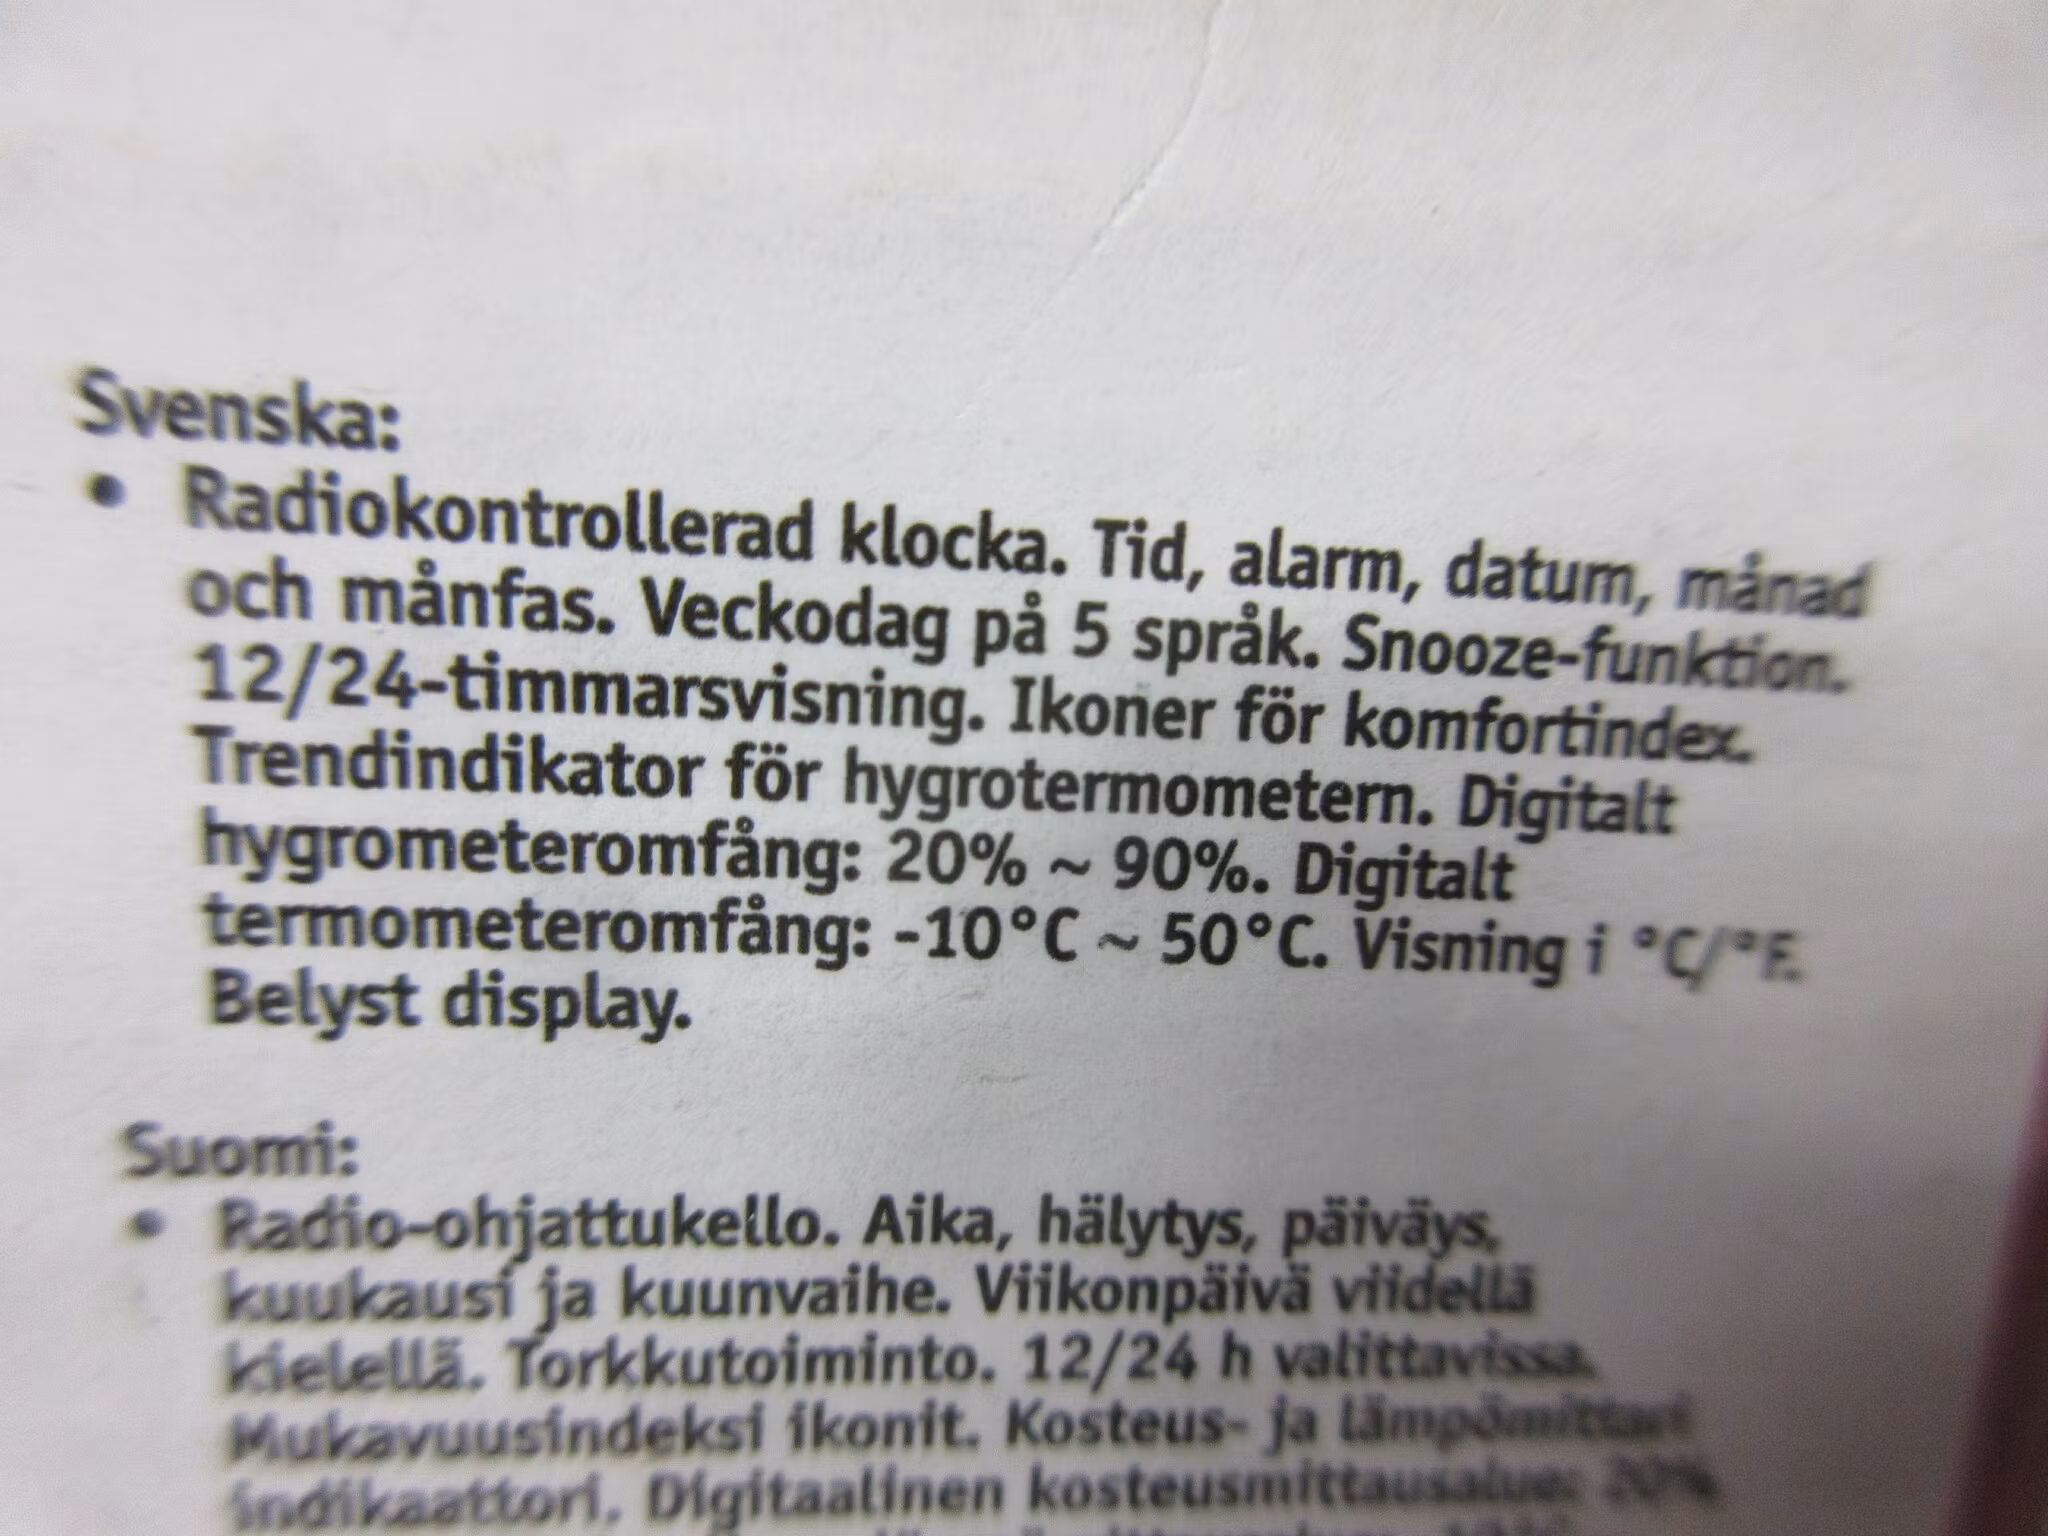 Svenska:
• Radiokontrollerad klocka. Tid, alarm, datum, månad
och månfas. Veckodag på 5 språk. Snooze-funktion.
12/24-timmarsvisning. Ikoner för komfortindex.
Trendindikator för hygrotermometern. Digitalt
hygrometeromfång: 20% ~ 90%. Digitalt
termometeromfång: -10°C ~ 50°C. Visning i °C/°F.
Belyst display.
Suomi:
• Radio-ohjattukello. Aika, hälytys, päiväys,
kuukausi ja kuunvaihe. Viikonpäivä viidellä
kielellä. Torkkutoiminto. 12/24 h valittavissa.
Mukavuusindeksi ikonit. Kosteus- ja lämpömittari
indikaattori. Digitaalinen kosteusmittausalue: 20%